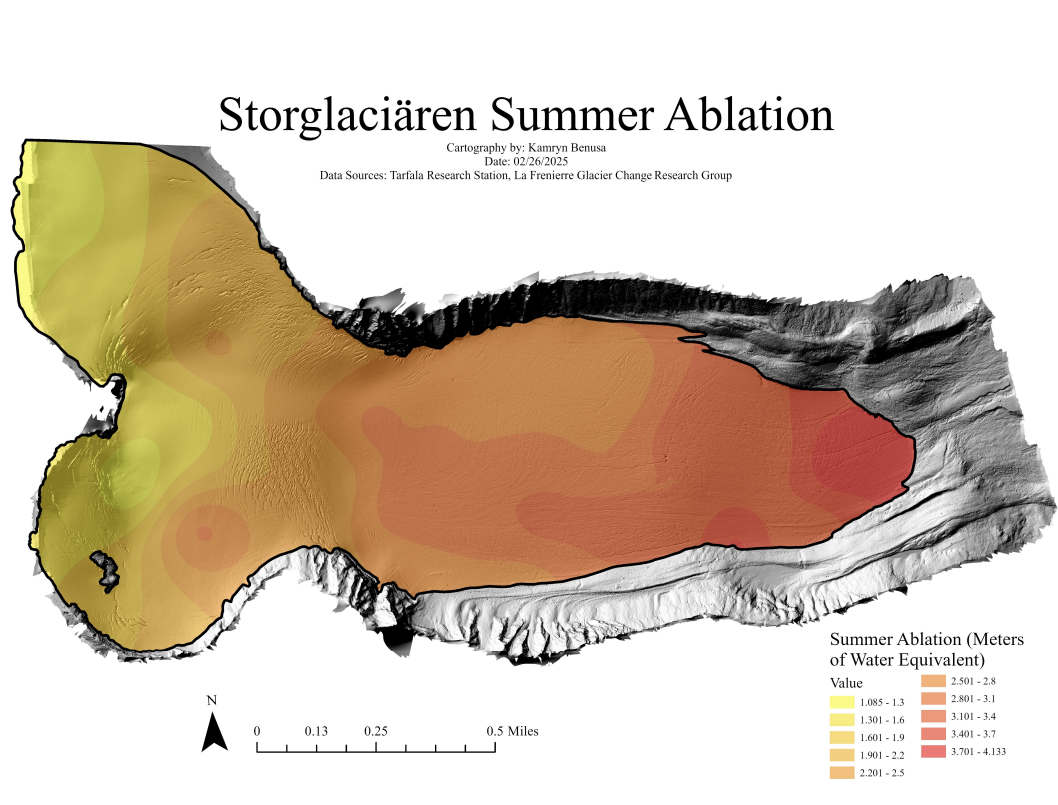 Storglaciären Summer Ablation
Cartography by: Kamryn Benusa
Date: 02/26/2025
Data Sources: Tarfala Research Station, La Frenierre Glacier Change Research Group
Summer Ablation (Meters
of Water Equivalent)
Value
1.085 - 1.3
1.301 - 1.6
1.601 - 1.9
1.901 - 2.2
2.201 - 2.5
2.501 - 2.8
2.801 - 3.1
3.101 - 3.4
3.401 - 3.7
3.701 - 4.133
N
0 0.13 0.25 0.5 Miles